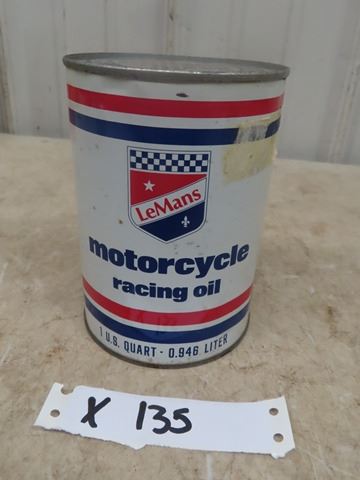 LeMans
motorcycle
racing oil
1 U.S. QUART - 0.946 LITER
X 135